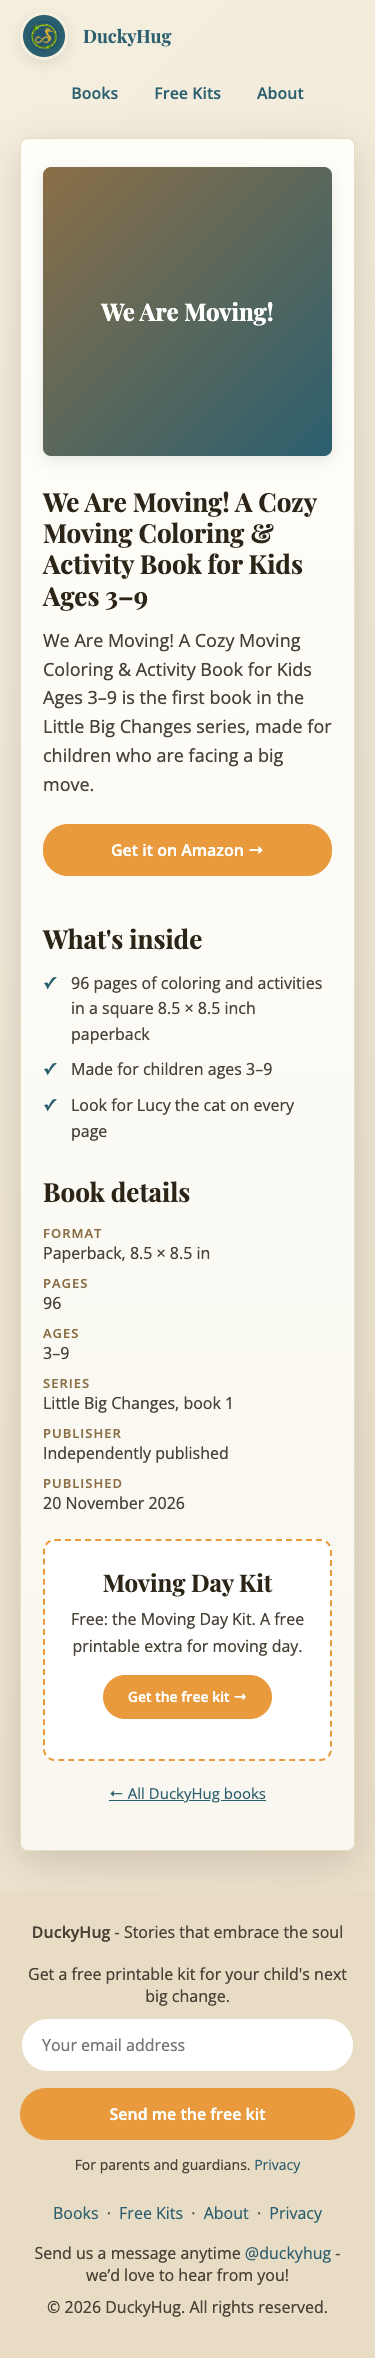 DuckyHug
Books Free Kits About
We Are Moving!
We Are Moving! A Cozy
Moving Coloring &
Activity Book for Kids
Ages 3–9
We Are Moving! A Cozy Moving
Coloring & Activity Book for Kids
Ages 3–9 is the first book in the
Little Big Changes series, made for
children who are facing a big
move.
Get it on Amazon →
What's inside
✓ 96 pages of coloring and activities
in a square 8.5 × 8.5 inch
paperback
✓ Made for children ages 3–9
✓ Look for Lucy the cat on every
page
Book details
FORMAT
Paperback, 8.5 × 8.5 in
PAGES
96
AGES
3–9
SERIES
Little Big Changes, book 1
PUBLISHER
Independently published
PUBLISHED
20 November 2026
Moving Day Kit
Free: the Moving Day Kit. A free
printable extra for moving day.
Get the free kit →
← All DuckyHug books
DuckyHug - Stories that embrace the soul
Get a free printable kit for your child's next
big change.
Your email address
Send me the free kit
For parents and guardians. Privacy
Books · Free Kits · About · Privacy
Send us a message anytime @duckyhug -
we’d love to hear from you!
© 2026 DuckyHug. All rights reserved.